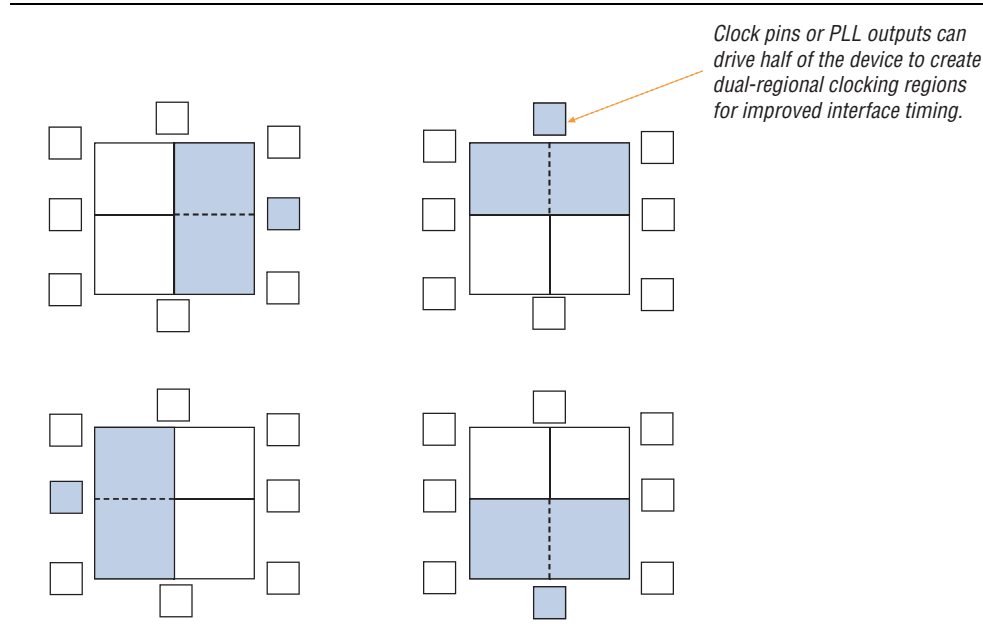 Clock pins or PLL outputs can
drive half of the device to create
dual-regional clocking regions
for improved interface timing.